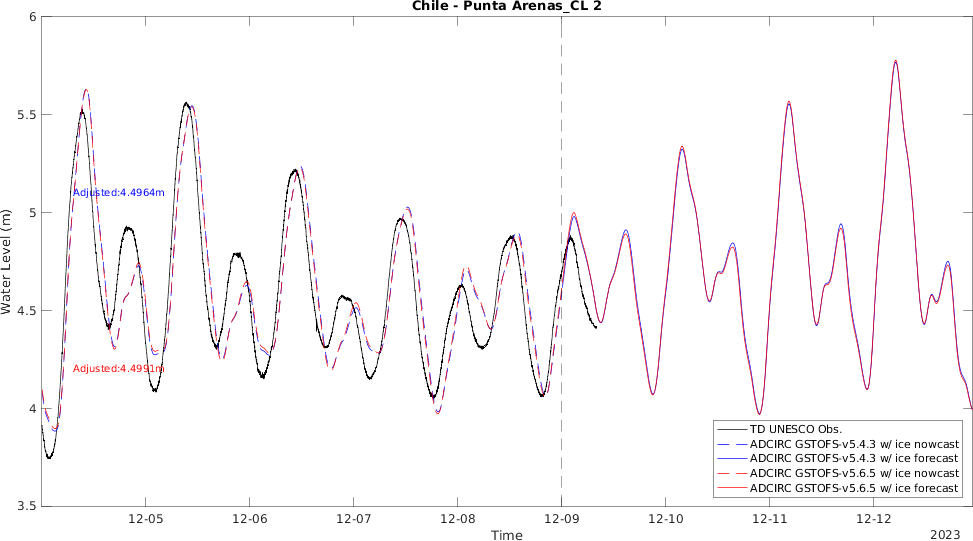 Chile - Punta Arenas_CL 2
6
5.5
5
4.5
4
3.5
Water Level (m)
Adjusted:4.4964m
Adjusted:4.4991m
TD UNESCO Obs.
ADCIRC GSTOFS-v5.4.3 w/ ice nowcast
ADCIRC GSTOFS-v5.4.3 w/ ice forecast
ADCIRC GSTOFS-v5.6.5 w/ ice nowcast
ADCIRC GSTOFS-v5.6.5 w/ ice forecast
12-05
12-06
12-07
12-08
12-09
12-10
12-11
12-12
Time
2023